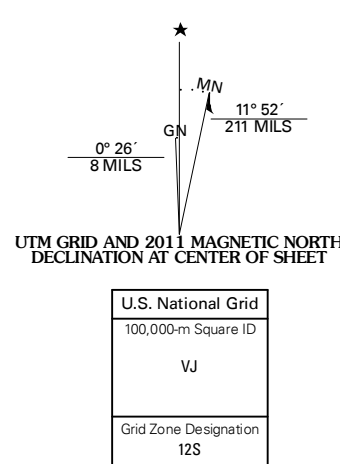 ★
MN
11° 52´
211 MILS
GN
0° 26´
8 MILS
UTM GRID AND 2011 MAGNETIC NORTH
DECLINATION AT CENTER OF SHEET
U.S. National Grid
100,000-m Square ID
VJ
Grid Zone Designation
12S